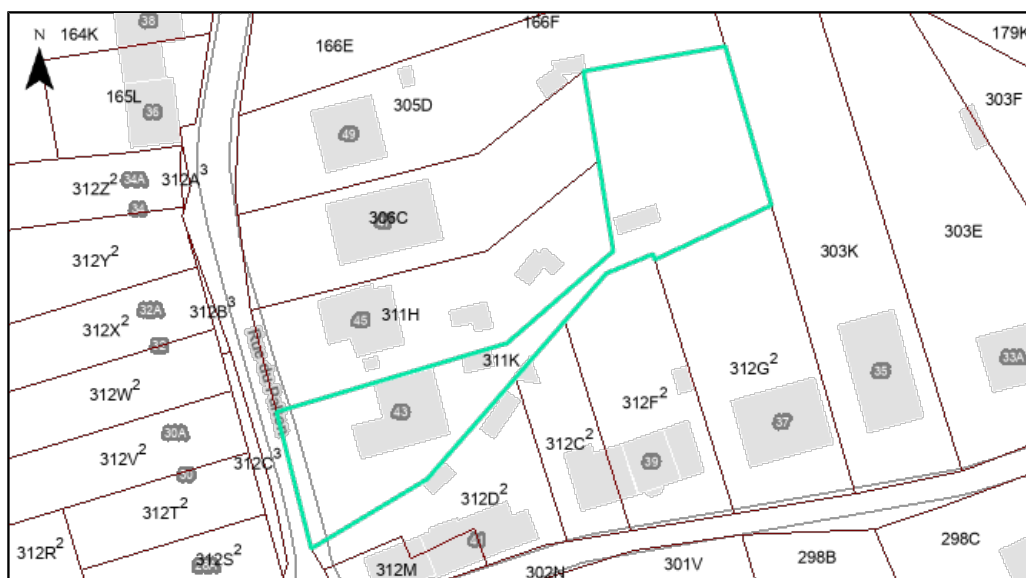 38
166F
N
164K
179K
166E
303F
165L
36
305D
49
312A³
34A
312Z²
34
306C
303E
303K
312Y²
312B³
32A
311H
45
312X²
32
311K
312G²
35
33A
312W²
312F²
43
37
30A
312C²
312V²
312C³
39
30
312D²
312T²
298C
312R²
312S²
298B
301V
312M
302N